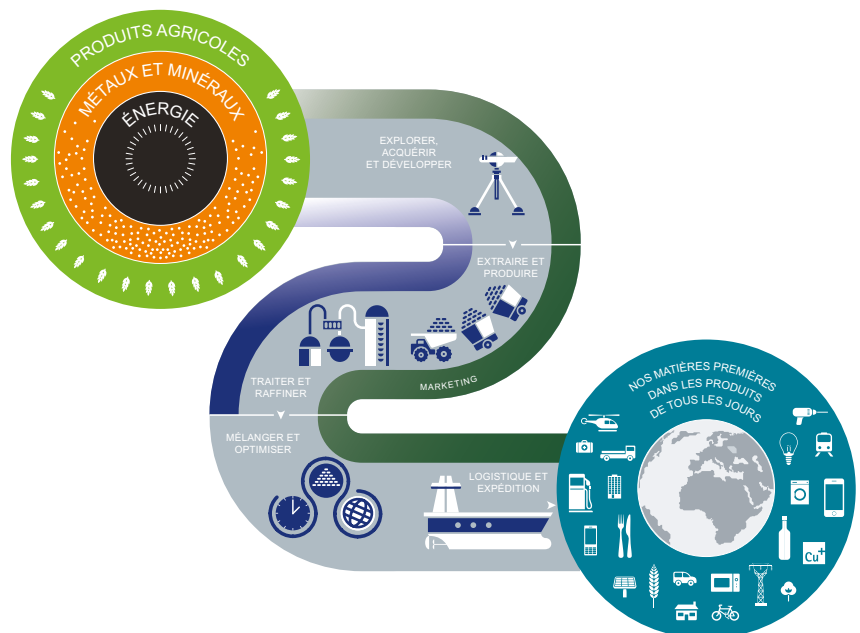 PRODUITS AGRICOLES
MÉTAUX ET MINÉRAUX
ÉNERGIE
EXPLORER,
ACQUÉRIR
ET DÉVELOPPER
EXTRAIRE ET
PRODUIRE
TRAITER ET
RAFFINER
MARKETING
MÉLANGER ET
OPTIMISER
LOGISTIQUE ET
EXPÉDITION
NOS MATIÈRES PREMIÈRES
DANS LES PRODUITS
DE TOUS LES JOURS
Cu+